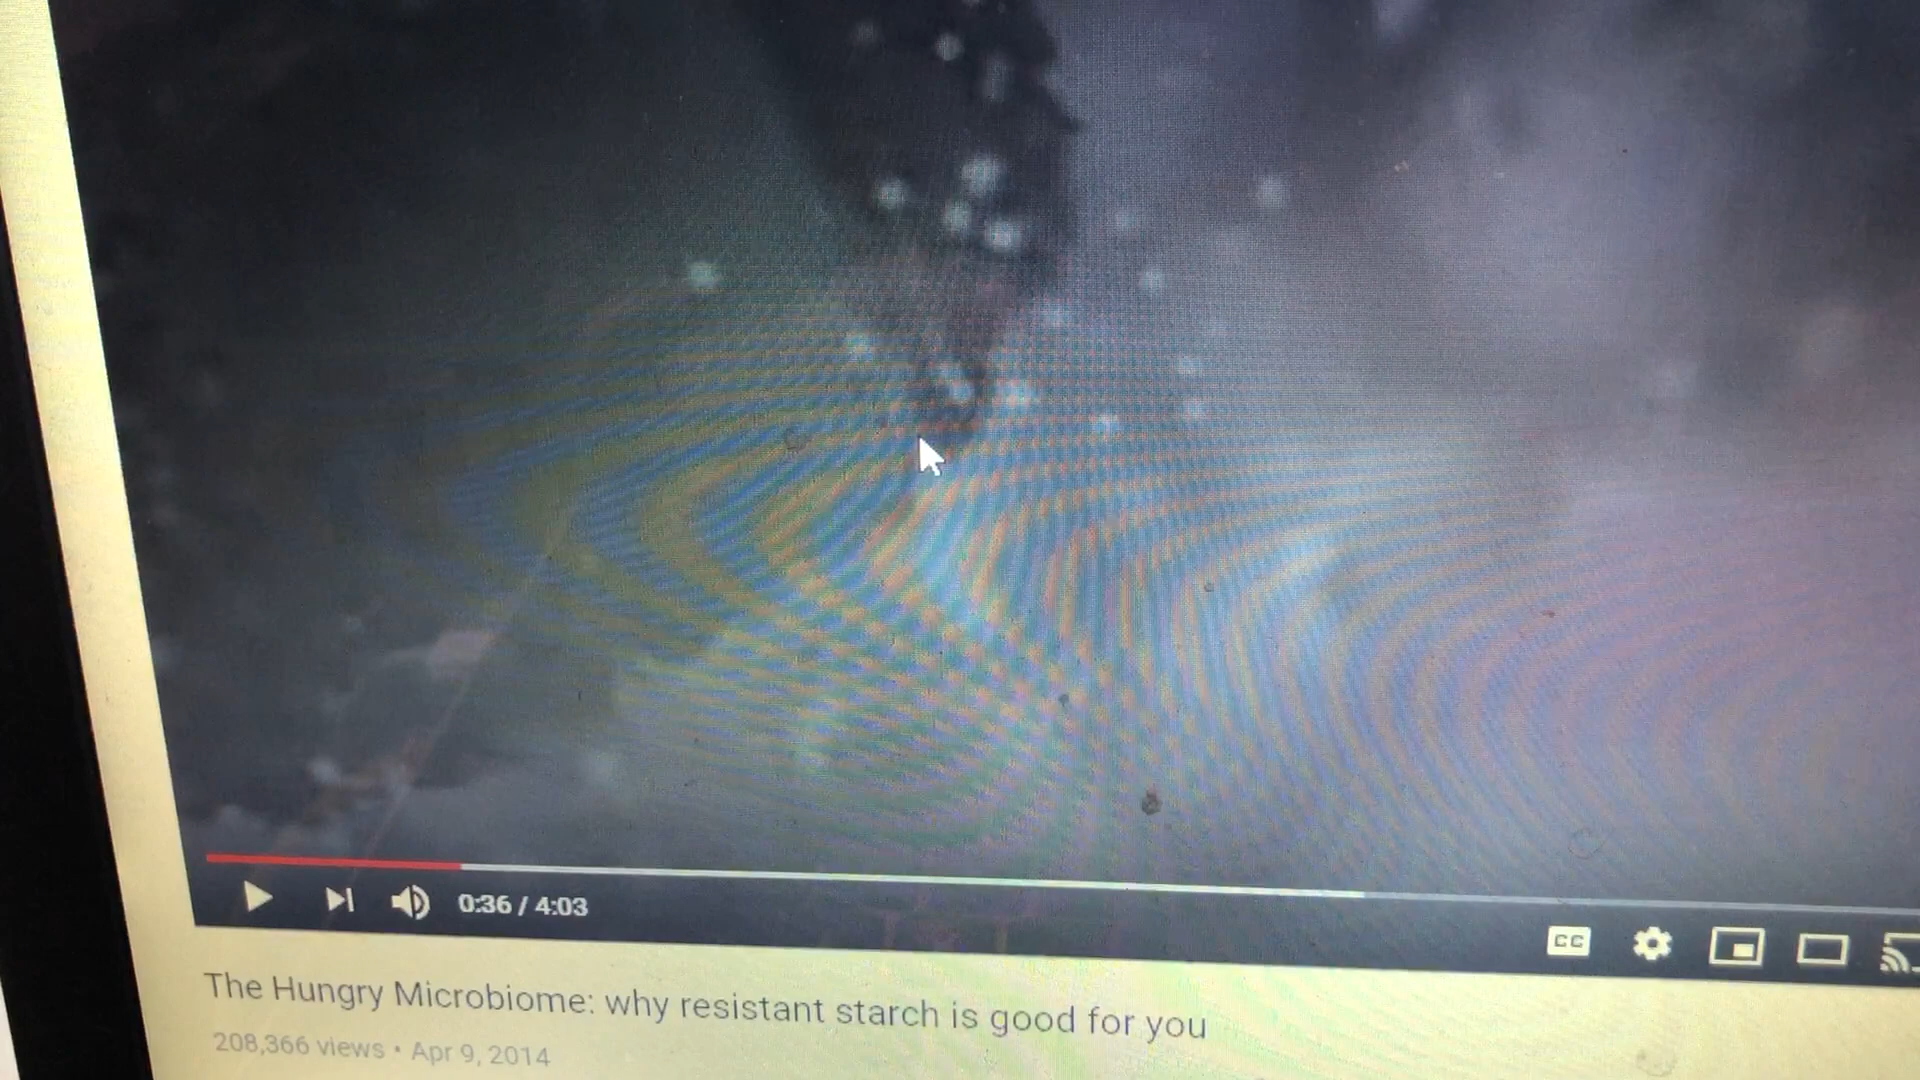 0:36 / 4:03
CC
The Hungry Microbiome: why resistant starch is good for you
208,366 views • Apr 9, 2014